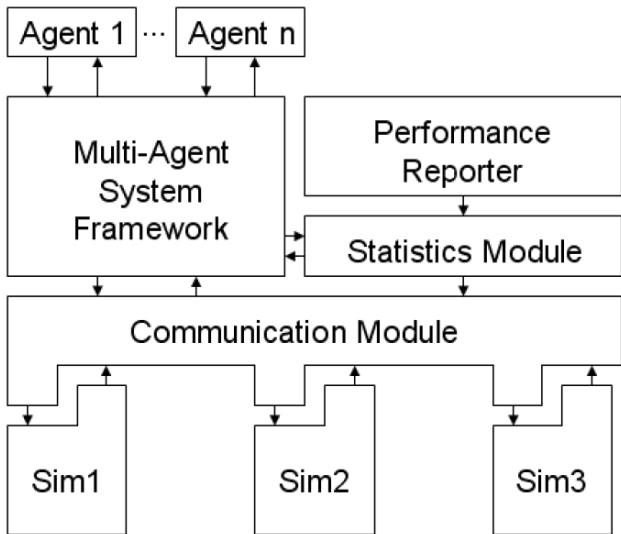 Agent 1 ... Agent n
Multi-Agent
System
Framework
Performance
Reporter
Statistics Module
Communication Module
Sim1
Sim2
Sim3